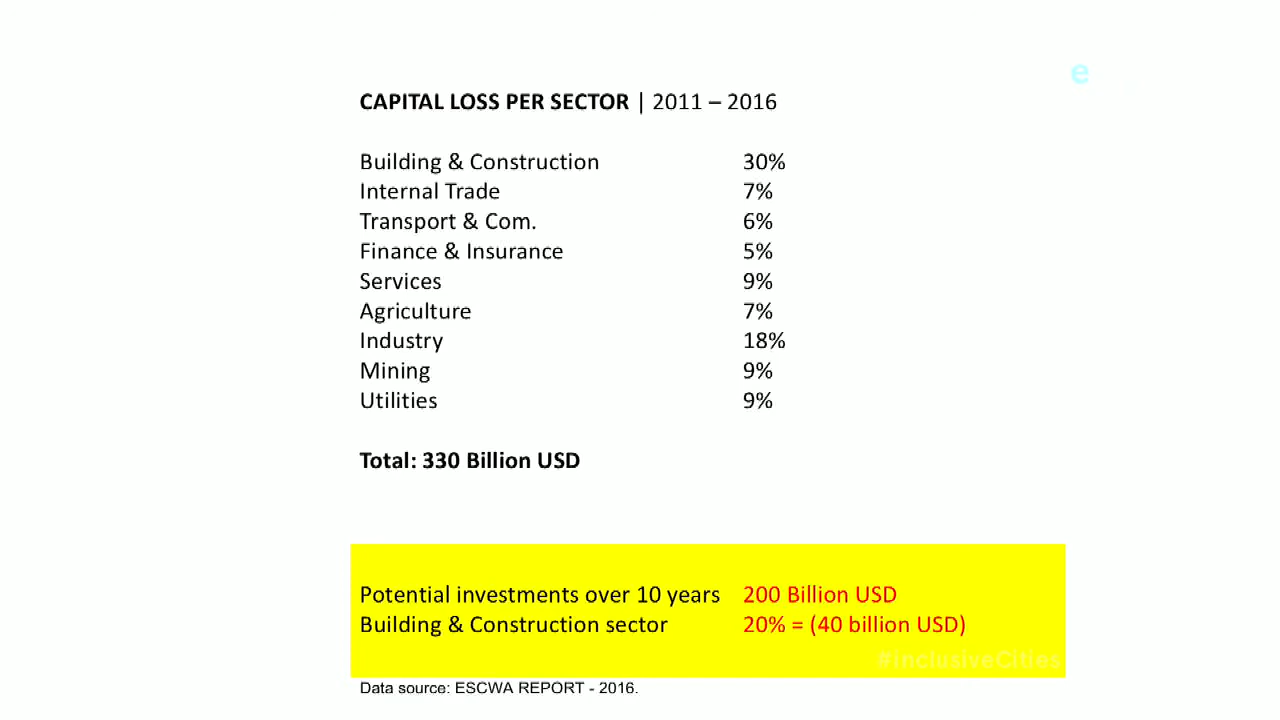 e
CAPITAL LOSS PER SECTOR | 2011 – 2016
Building & Construction 30%
Internal Trade 7%
Transport & Com. 6%
Finance & Insurance 5%
Services 9%
Agriculture 7%
Industry 18%
Mining 9%
Utilities 9%
Total: 330 Billion USD
Potential investments over 10 years 200 Billion USD
Building & Construction sector 20% = (40 billion USD)
#inclusiveCities
Data source: ESCWA REPORT - 2016.